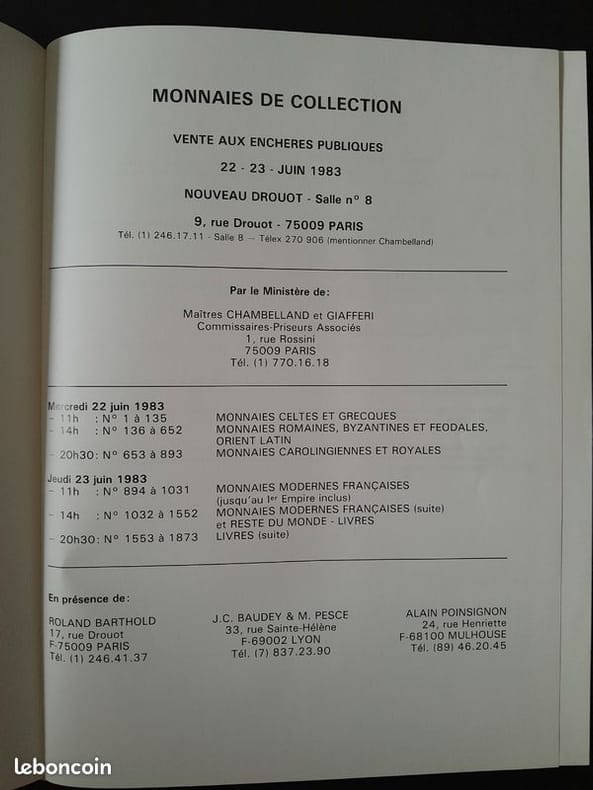 MONNAIES DE COLLECTION
VENTE AUX ENCHERES PUBLIQUES
22 - 23 - JUIN 1983
NOUVEAU DROUOT - Salle nº 8
9, rue Drouot - 75009 PARIS
Tél. (1) 246.17.11 - Salle 8 — Télex 270 906 (mentionner Chambelland)
Par le Ministère de:
Maîtres CHAMBELLAND et GIAFFERI
Commissaires-Priseurs Associés
1, rue Rossini
75009 PARIS
Tél. (1) 770.16.18
Mercredi 22 juin 1983
- 11h : Nº 1 à 135 MONNAIES CELTES ET GRECQUES
- 14h : Nº 136 à 652 MONNAIES ROMAINES, BYZANTINES ET FEODALES,
ORIENT LATIN
- 20h30: Nº 653 à 893 MONNAIES CAROLINGIENNES ET ROYALES
Jeudi 23 juin 1983
- 11h : Nº 894 à 1031 MONNAIES MODERNES FRANÇAISES
(jusqu'au Ier Empire inclus)
- 14h : Nº 1032 à 1552 MONNAIES MODERNES FRANÇAISES (suite)
et RESTE DU MONDE - LIVRES
- 20h30: Nº 1553 à 1873 LIVRES (suite)
En présence de:
ROLAND BARTHOLD
17, rue Drouot
F-75009 PARIS
Tél. (1) 246.41.37
J.C. BAUDEY & M. PESCE
33, rue Sainte-Hélène
F-69002 LYON
Tél. (7) 837.23.90
ALAIN POINSIGNON
24, rue Henriette
F-68100 MULHOUSE
Tél. (89) 46.20.45
leboncoin